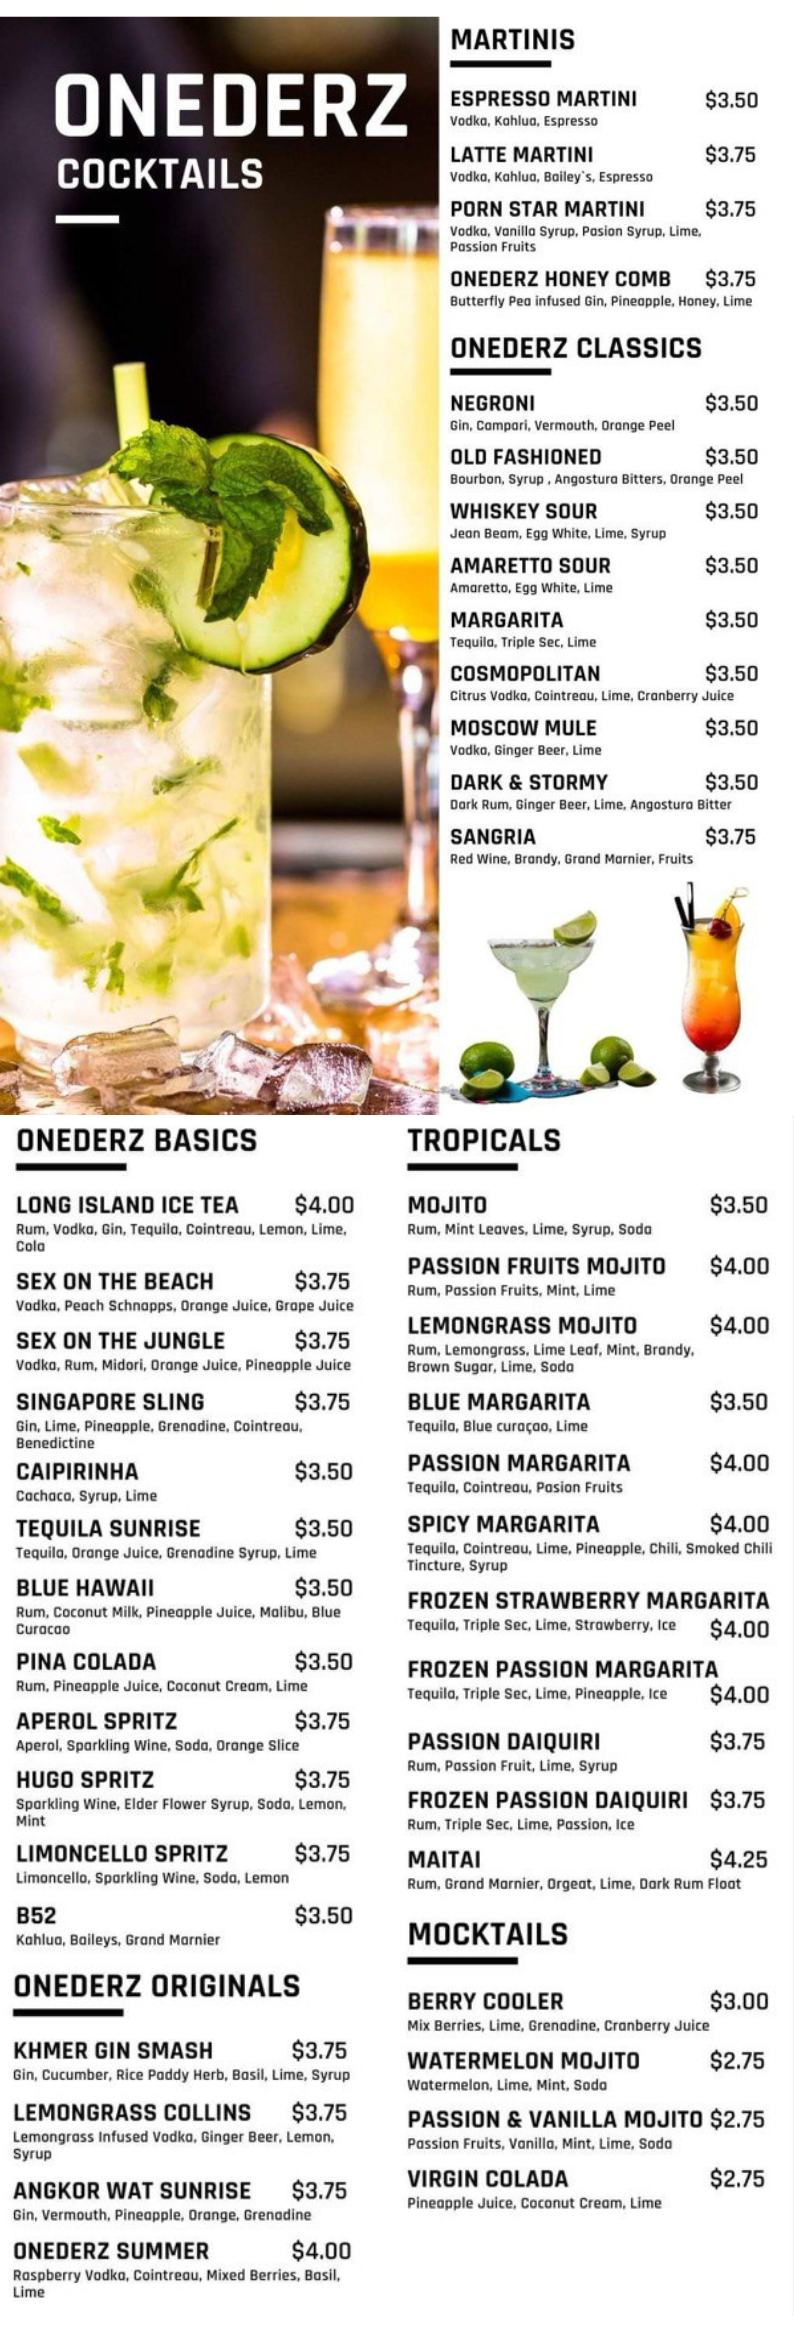 ONEDERZ
COCKTAILS
MARTINIS
ESPRESSO MARTINI $3.50
Vodka, Kahlua, Espresso
LATTE MARTINI $3.75
Vodka, Kahlua, Bailey`s, Espresso
PORN STAR MARTINI $3.75
Vodka, Vanilla Syrup, Pasion Syrup, Lime,
Passion Fruits
ONEDERZ HONEY COMB $3.75
Butterfly Pea infused Gin, Pineapple, Honey, Lime
ONEDERZ CLASSICS
NEGRONI $3.50
Gin, Campari, Vermouth, Orange Peel
OLD FASHIONED $3.50
Bourbon, Syrup , Angostura Bitters, Orange Peel
WHISKEY SOUR $3.50
Jean Beam, Egg White, Lime, Syrup
AMARETTO SOUR $3.50
Amaretto, Egg White, Lime
MARGARITA $3.50
Tequila, Triple Sec, Lime
COSMOPOLITAN $3.50
Citrus Vodka, Cointreau, Lime, Cranberry Juice
MOSCOW MULE $3.50
Vodka, Ginger Beer, Lime
DARK & STORMY $3.50
Dark Rum, Ginger Beer, Lime, Angostura Bitter
SANGRIA $3.75
Red Wine, Brandy, Grand Marnier, Fruits
ONEDERZ BASICS
LONG ISLAND ICE TEA $4.00
Rum, Vodka, Gin, Tequila, Cointreau, Lemon, Lime,
Cola
SEX ON THE BEACH $3.75
Vodka, Peach Schnapps, Orange Juice, Grape Juice
SEX ON THE JUNGLE $3.75
Vodka, Rum, Midori, Orange Juice, Pineapple Juice
SINGAPORE SLING $3.75
Gin, Lime, Pineapple, Grenadine, Cointreau,
Benedictine
CAIPIRINHA $3.50
Cachaca, Syrup, Lime
TEQUILA SUNRISE $3.50
Tequila, Orange Juice, Grenadine Syrup, Lime
BLUE HAWAII $3.50
Rum, Coconut Milk, Pineapple Juice, Malibu, Blue
Curacao
PINA COLADA $3.50
Rum, Pineapple Juice, Coconut Cream, Lime
APEROL SPRITZ $3.75
Aperol, Sparkling Wine, Soda, Orange Slice
HUGO SPRITZ $3.75
Sparkling Wine, Elder Flower Syrup, Soda, Lemon,
Mint
LIMONCELLO SPRITZ $3.75
Limoncello, Sparkling Wine, Soda, Lemon
B52 $3.50
Kahlua, Baileys, Grand Marnier
ONEDERZ ORIGINALS
KHMER GIN SMASH $3.75
Gin, Cucumber, Rice Paddy Herb, Basil, Lime, Syrup
LEMONGRASS COLLINS $3.75
Lemongrass Infused Vodka, Ginger Beer, Lemon,
Syrup
ANGKOR WAT SUNRISE $3.75
Gin, Vermouth, Pineapple, Orange, Grenadine
ONEDERZ SUMMER $4.00
Raspberry Vodka, Cointreau, Mixed Berries, Basil,
Lime
TROPICALS
MOJITO $3.50
Rum, Mint Leaves, Lime, Syrup, Soda
PASSION FRUITS MOJITO $4.00
Rum, Passion Fruits, Mint, Lime
LEMONGRASS MOJITO $4.00
Rum, Lemongrass, Lime Leaf, Mint, Brandy,
Brown Sugar, Lime, Soda
BLUE MARGARITA $3.50
Tequila, Blue curaçao, Lime
PASSION MARGARITA $4.00
Tequila, Cointreau, Pasion Fruits
SPICY MARGARITA $4.00
Tequila, Cointreau, Lime, Pineapple, Chili, Smoked Chili
Tincture, Syrup
FROZEN STRAWBERRY MARGARITA
Tequila, Triple Sec, Lime, Strawberry, Ice $4.00
FROZEN PASSION MARGARITA
Tequila, Triple Sec, Lime, Pineapple, Ice $4.00
PASSION DAIQUIRI $3.75
Rum, Passion Fruit, Lime, Syrup
FROZEN PASSION DAIQUIRI $3.75
Rum, Triple Sec, Lime, Passion, Ice
MAITAI $4.25
Rum, Grand Marnier, Orgeat, Lime, Dark Rum Float
MOCKTAILS
BERRY COOLER $3.00
Mix Berries, Lime, Grenadine, Cranberry Juice
WATERMELON MOJITO $2.75
Watermelon, Lime, Mint, Soda
PASSION & VANILLA MOJITO $2.75
Passion Fruits, Vanilla, Mint, Lime, Soda
VIRGIN COLADA $2.75
Pineapple Juice, Coconut Cream, Lime